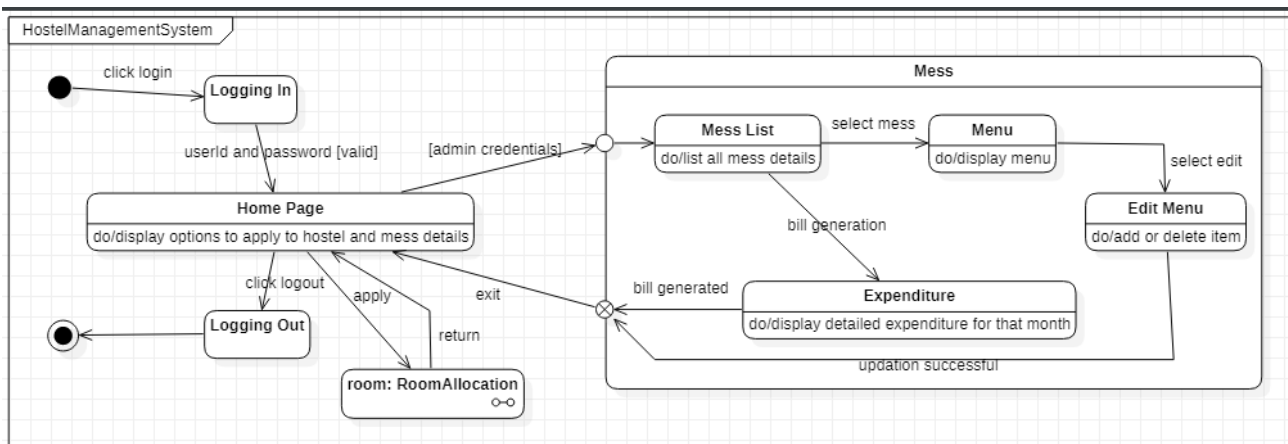 HostelManagementSystem
click login
Logging In
userId and password [valid]
[admin credentials]
Home Page
do/display options to apply to hostel and mess details
click logout
apply
exit
return
Logging Out
room: RoomAllocation
Mess
Mess List
do/list all mess details
select mess
Menu
do/display menu
select edit
Edit Menu
do/add or delete item
bill generation
bill generated
Expenditure
do/display detailed expenditure for that month
updation successful